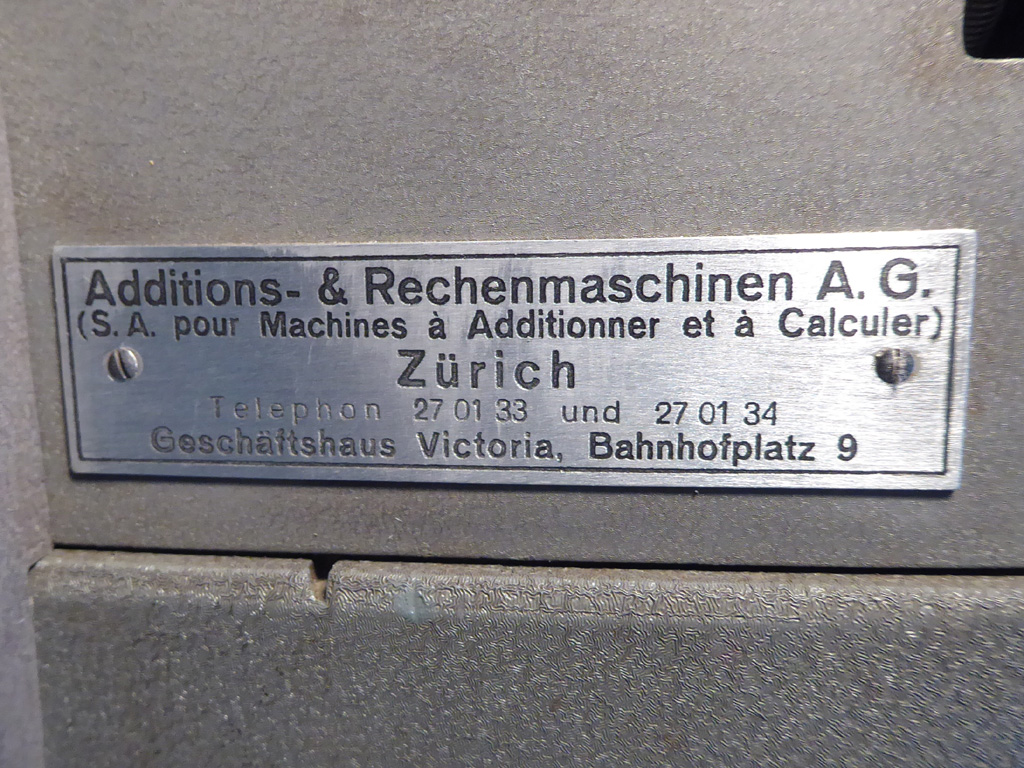 Additions- & Rechenmaschinen A. G.
(S. A. pour Machines à Additionner et à Calculer)
Zürich
Telephon 27 01 33 und 27 01 34
Geschäftshaus Victoria, Bahnhofplatz 9